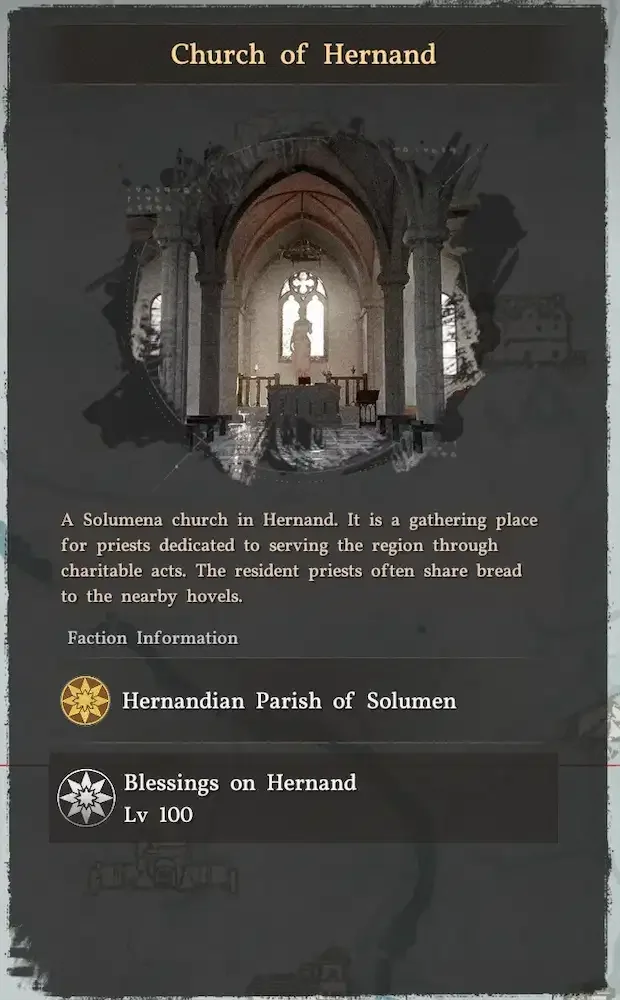 Church of Hernand
A Solumena church in Hernand. It is a gathering place
for priests dedicated to serving the region through
charitable acts. The resident priests often share bread
to the nearby hovels.
Faction Information
Hernandian Parish of Solumen
Blessings on Hernand
Lv 100